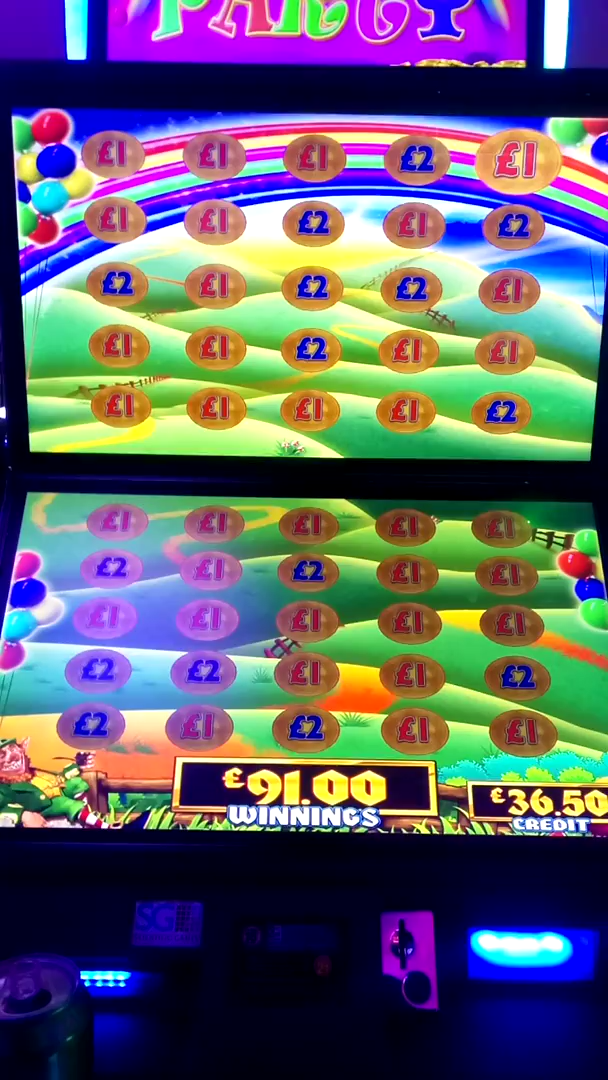 PARTY
£1 £1 £1 £2 £1
£1 £1 £2 £1 £2
£2 £1 £2 £2 £1
£1 £1 £2 £1 £1
£1 £1 £1 £1 £2
£1 £1 £1 £1 £1
£2 £1 £2 £1 £1
£1 £1 £1 £1 £1
£2 £2 £1 £1 £2
£2 £1 £2 £1 £1
£91.00
WINNINGS
£36.50
CREDIT
SG